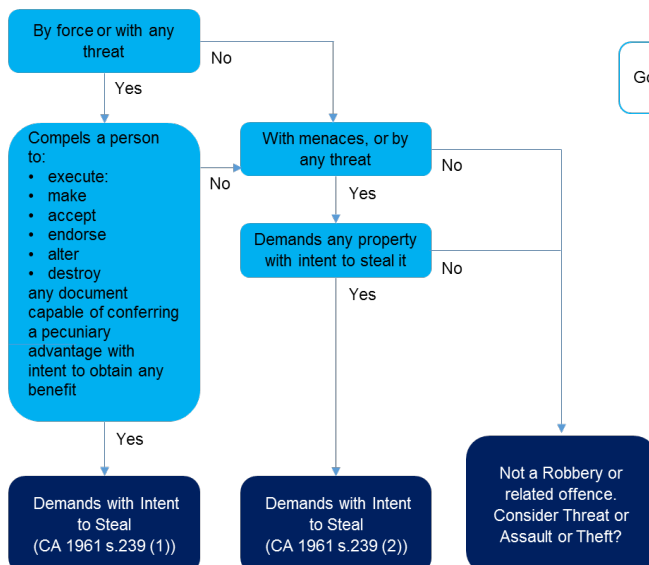 By force or with any
threat
No
Go
Yes
Compels a person
to:
• execute:
• make
• accept
• endorse
• alter
• destroy
any document
capable of conferring
a pecuniary
advantage with
intent to obtain any
benefit
No
With menaces, or by
any threat
No
Yes
Demands any property
with intent to steal it
No
Yes
Yes
Demands with Intent
to Steal
(CA 1961 s.239 (1))
Demands with Intent
to Steal
(CA 1961 s.239 (2))
Not a Robbery or
related offence.
Consider Threat or
Assault or Theft?